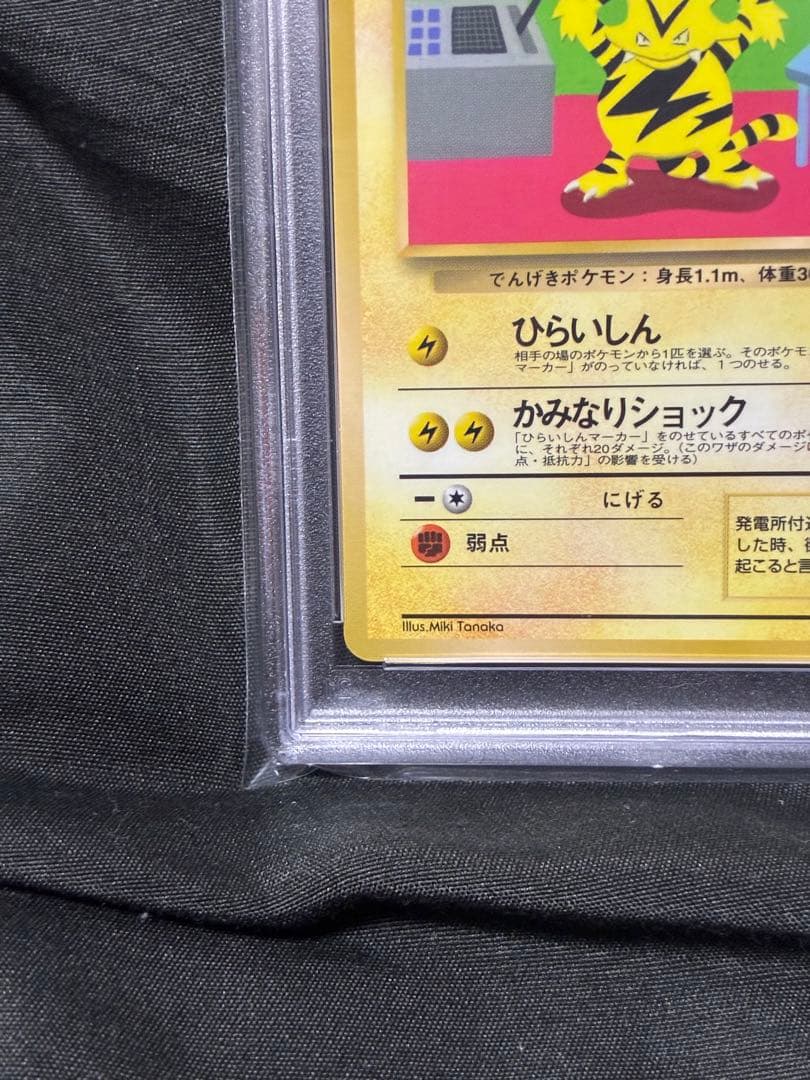 でんげきポケモン：身長1.1m、体重30
ひらいしん
相手の場のポケモンから1匹を選ぶ。そのポケモ
マーカー」がのっていなければ、1つのせる。
かみなりショック
「ひらいしんマーカー」をのせているすべてのポケ
に、それぞれ20ダメージ。(このワザのダメージは
点・抵抗力」の影響を受ける)
にげる
弱点
発電所付近
した時、
起こると言
Illus.Miki Tanaka